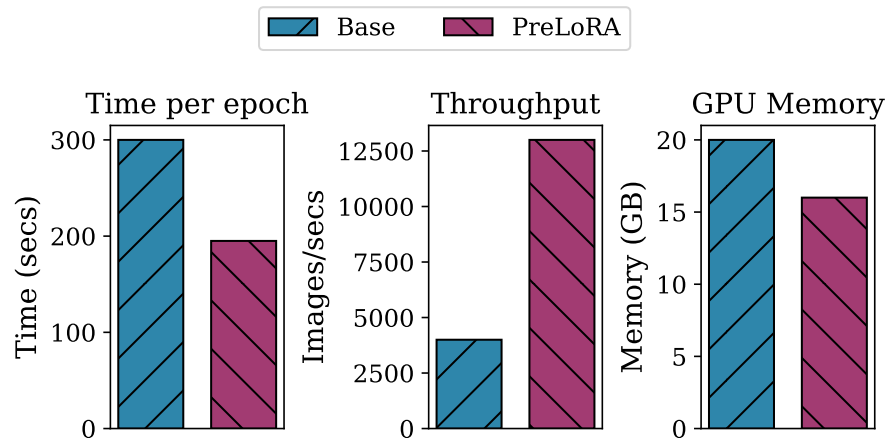 Base PreLoRA
Time per epoch
Time (secs)
300
200
100
0
Throughput
Images/secs
12500
10000
7500
5000
2500
0
GPU Memory
Memory (GB)
20
15
10
5
0